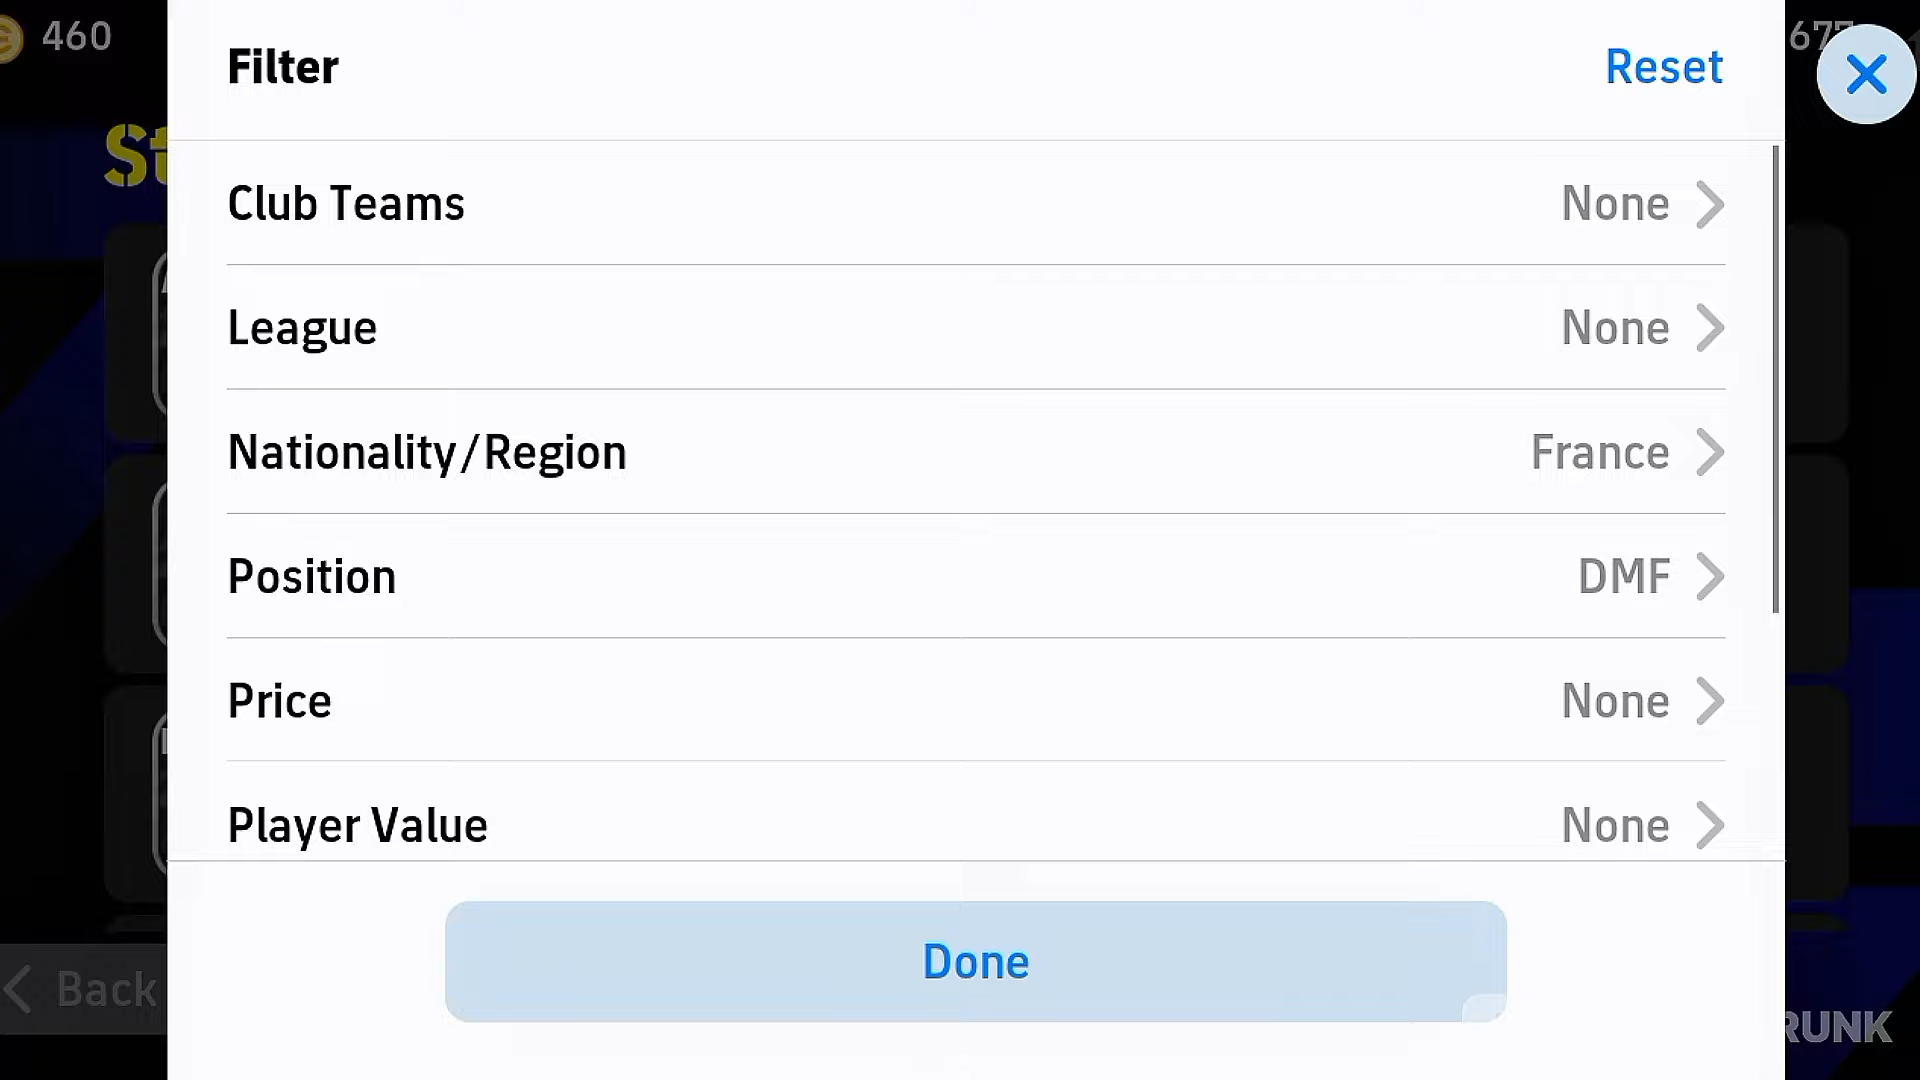 460
Filter
Reset
Club Teams None
League None
Nationality/Region France
Position DMF
Price None
Player Value None
Done
Back
RUNK